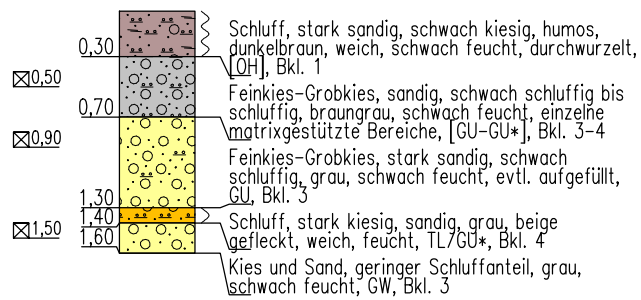 Schluff, stark sandig, schwach kiesig, humos,
0,30
dunkelbraun, weich, schwach feucht, durchwurzelt,
[OH], Bkl. 1
0,50
Feinkies-Grobkies, sandig, schwach schluffig bis
0,70
schluffig, braungrau, schwach feucht, einzelne
matrixgestützte Bereiche, [GU-GU*], Bkl. 3-4
0,90
Feinkies-Grobkies, stark sandig, schwach
schluffig, grau, schwach feucht, evtl. aufgefüllt,
1,30
GU, Bkl. 3
1,40
Schluff, stark kiesig, sandig, grau, beige
1,50
1,60
gefleckt, weich, feucht, TL/GU*, Bkl. 4
Kies und Sand, geringer Schluffanteil, grau,
schwach feucht, GW, Bkl. 3